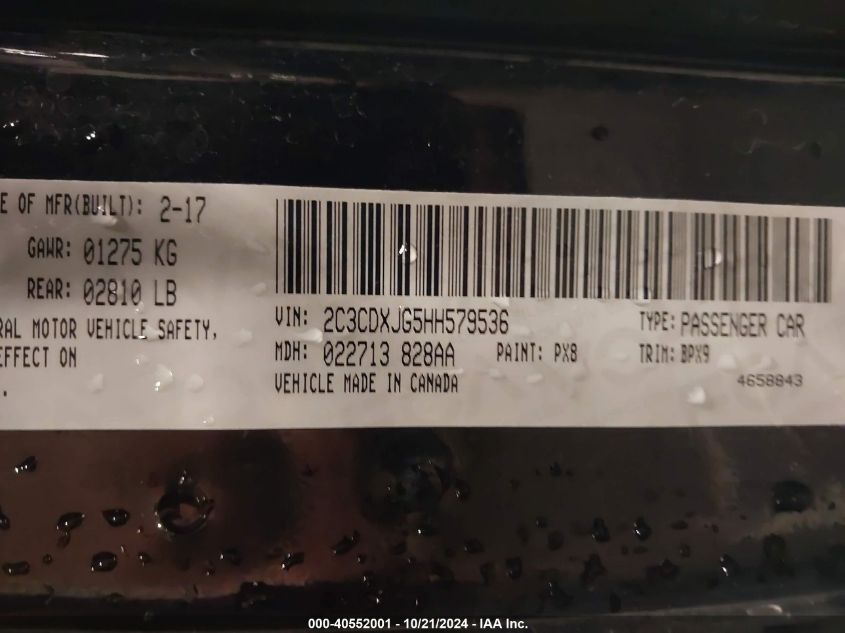 E OF MFR(BUILT): 2-17
GAWR: 01275 KG
REAR: 02810 LB
RAL MOTOR VEHICLE SAFETY,
EFFECT ON
.
VIN: 2C3CDXJG5HH579536 TYPE: PASSENGER CAR
MDH: 022713 828AA PAINT: PX8 TRIM: BPX9
VEHICLE MADE IN CANADA 4658843
000-40552001 - 10/21/2024 - IAA Inc.